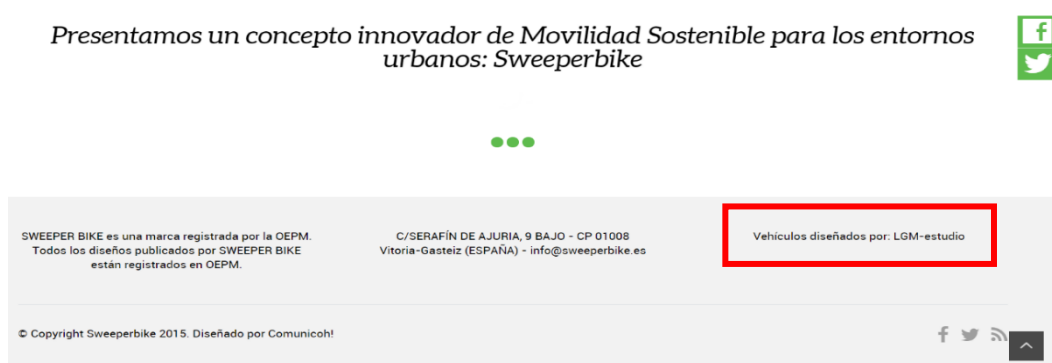 Presentamos un concepto innovador de Movilidad Sostenible para los entornos
urbanos: Sweeperbike
SWEEPER BIKE es una marca registrada por la OEPM.
Todos los diseños publicados por SWEEPER BIKE
están registrados en OEPM.
C/SERAFÍN DE AJURIA, 9 BAJO - CP 01008
Vitoria-Gasteiz (ESPAÑA) - info@sweeperbike.es
Vehículos diseñados por: LGM-estudio
© Copyright Sweeperbike 2015. Diseñado por Comunicoh!